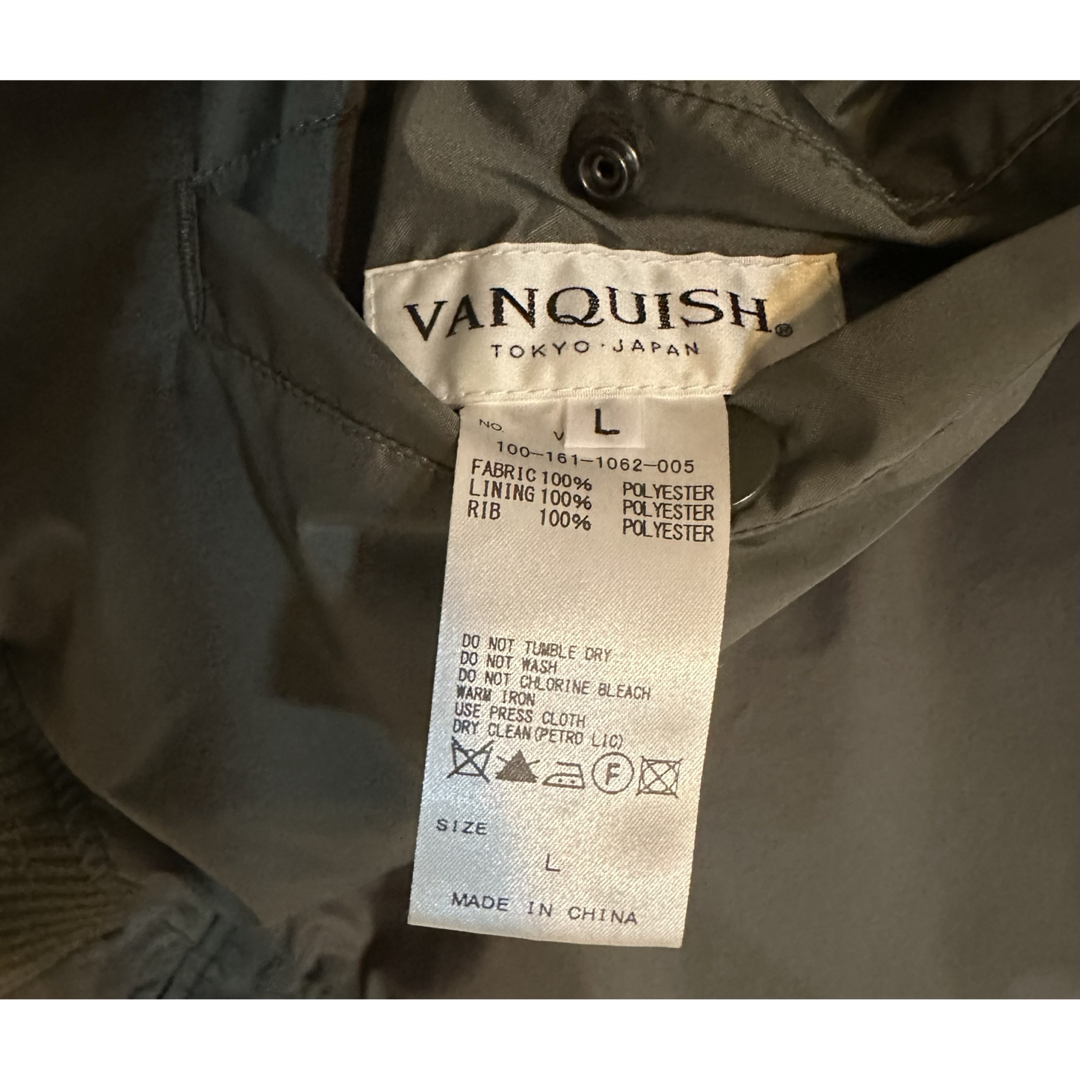 VANQUISH®
TOKYO·JAPAN
L
NO. V
100-161-1062-005
FABRIC 100% POLYESTER
LINING 100% POLYESTER
RIB 100% POLYESTER
DO NOT TUMBLE DRY
DO NOT WASH
DO NOT CHLORINE BLEACH
WARM IRON
USE PRESS CLOTH
DRY CLEAN(PETRO LIC)
F
SIZE
L
MADE IN CHINA